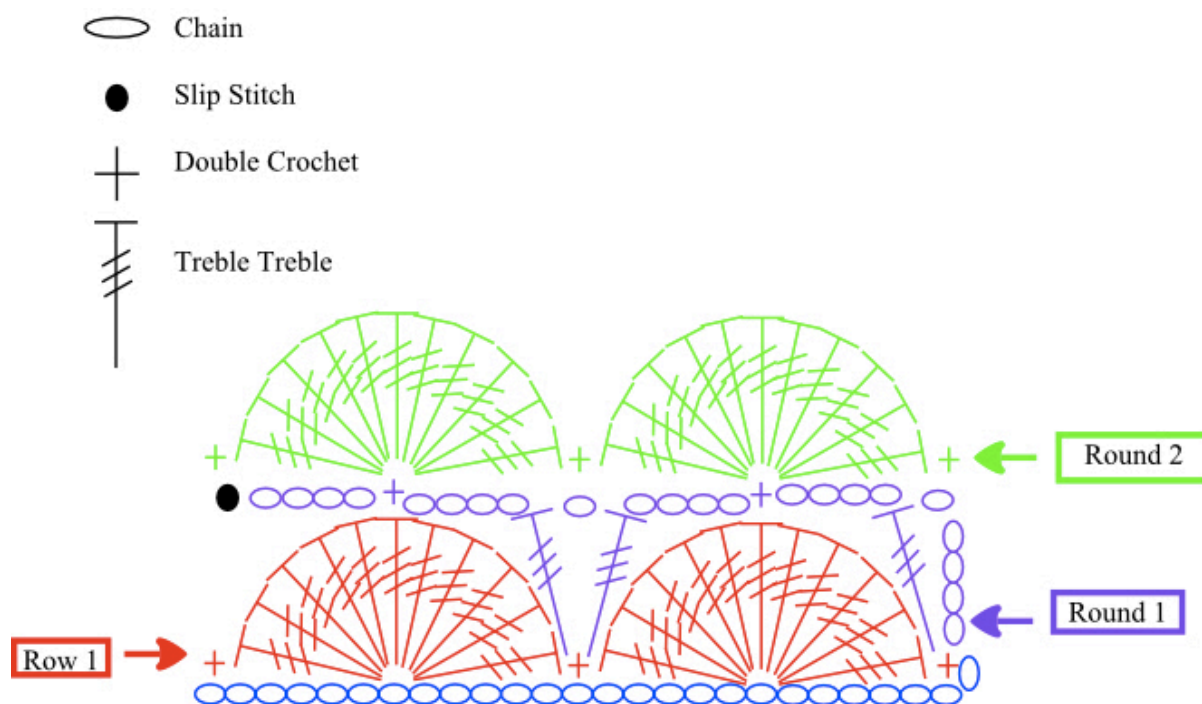 Chain
Slip Stitch
Double Crochet
Treble Treble
Round 2
Round 1
Row 1